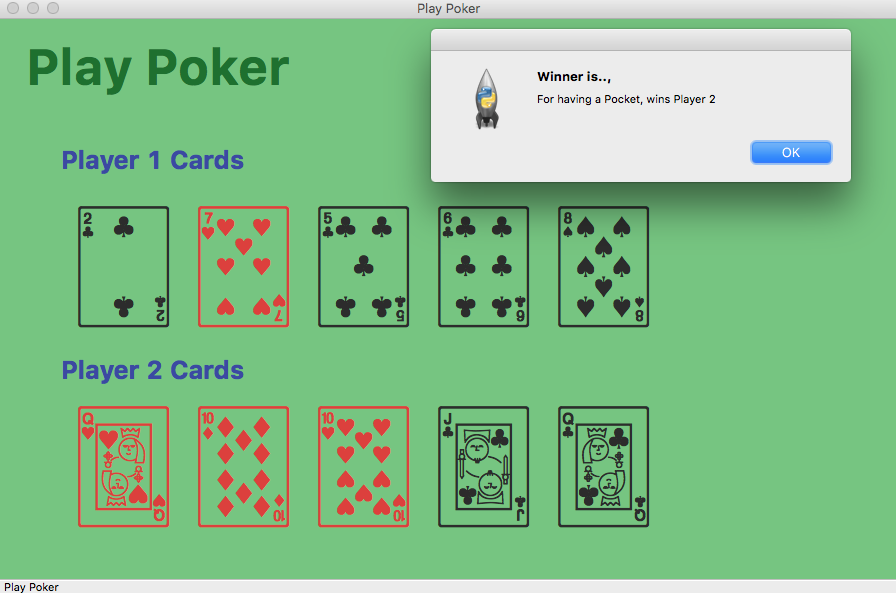 Play Poker
Play Poker
Winner is..,
For having a Pocket, wins Player 2
OK
Player 1 Cards
2 7 5 6 8
2 7 5 6 8
Player 2 Cards
Q 10 10 J Q
Q 10 10 J Q
Play Poker